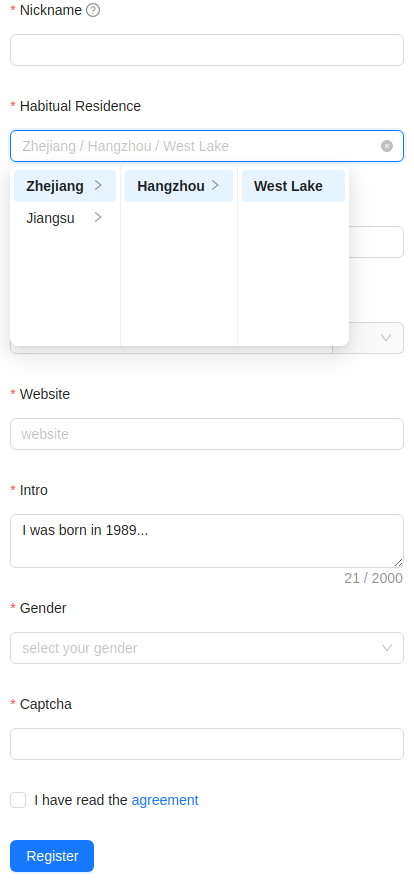 * Nickname
* Habitual Residence
Zhejiang / Hangzhou / West Lake
Zhejiang Hangzhou West Lake
Jiangsu
* Website
website
* Intro
I was born in 1989...
21 / 2000
* Gender
select your gender
* Captcha
I have read the agreement
Register